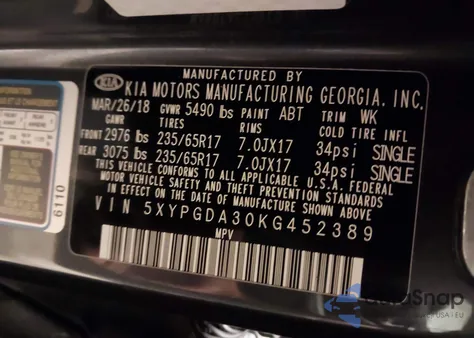 MANUFACTURED BY
KIA KIA MOTORS MANUFACTURING GEORGIA, INC.
MAR/26/18 GVWR 5490 lbs PAINT ABT TRIM WK
GAWR TIRES RIMS COLD TIRE INFL
FRONT 2976 lbs 235/65R17 7.0JX17 34psi SINGLE
REAR 3075 lbs 235/65R17 7.0JX17 34psi SINGLE
THIS VEHICLE CONFORMS TO ALL APPLICABLE U.S.A. FEDERAL
MOTOR VEHICLE SAFETY AND THEFT PREVENTION STANDARDS
IN EFFECT ON THE DATE OF MANUFACTURE SHOWN ABOVE
VIN 5XYPGDA30KG452389
MPV
6110